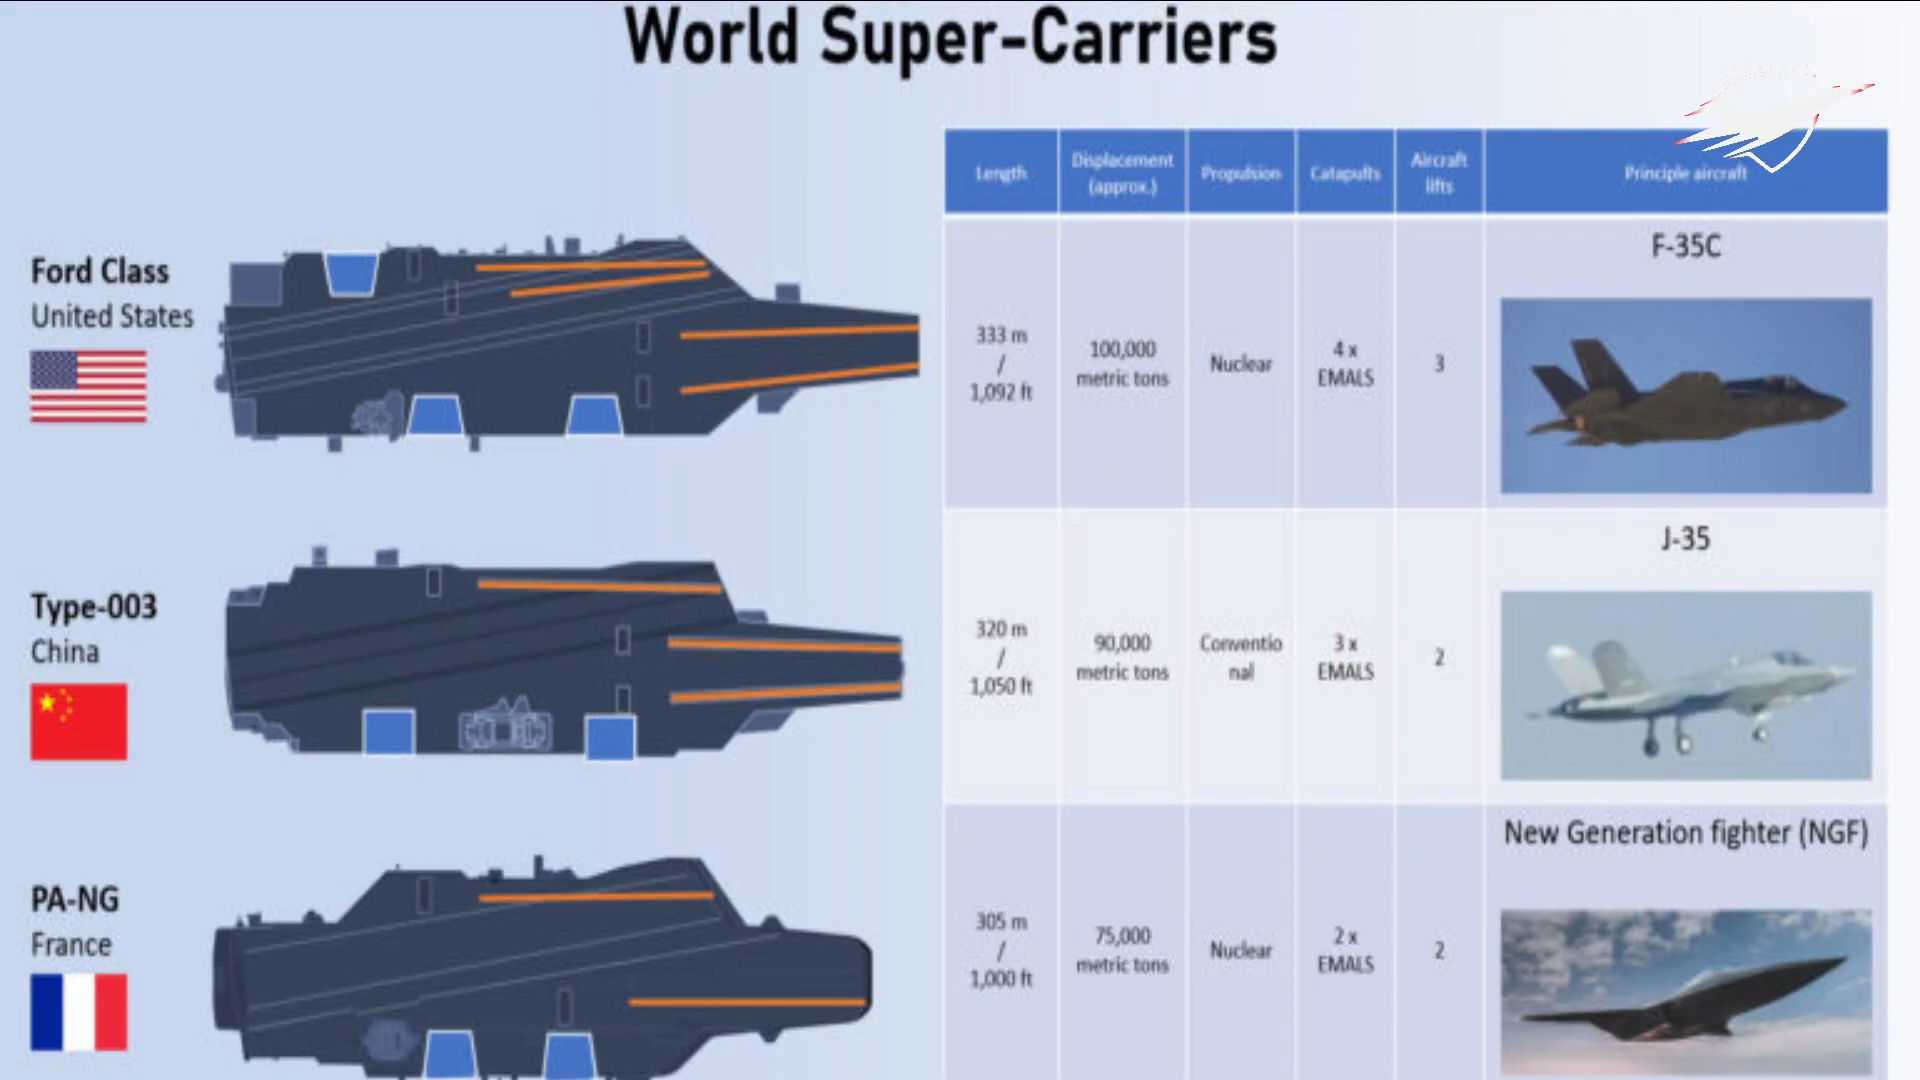 World Super-Carriers
Length
Displacement
(approx.)
Propulsion
Catapults
Aircraft
lifts
Principle aircraft
Ford Class
United States
333 m
/
1,092 ft
100,000
metric tons
Nuclear
4 x
EMALS
3
F-35C
Type-003
China
320 m
/
1,050 ft
90,000
metric tons
Conventio
nal
3 x
EMALS
2
J-35
PA-NG
France
305 m
/
1,000 ft
75,000
metric tons
Nuclear
2 x
EMALS
2
New Generation fighter (NGF)